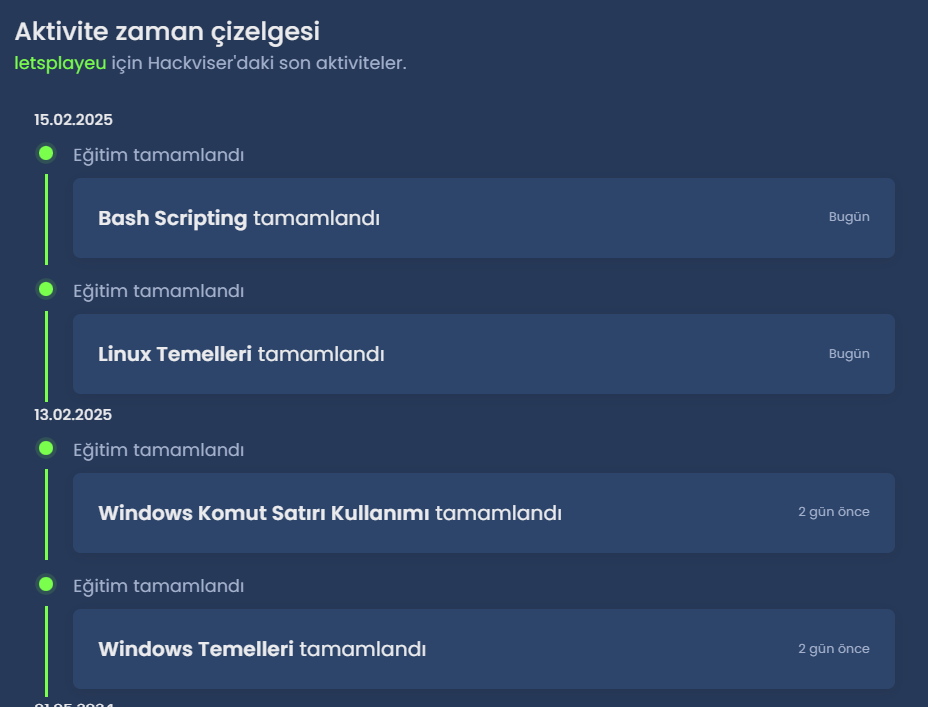 Aktivite zaman çizelgesi
letsplayeu için Hackviser'daki son aktiviteler.
15.02.2025
Eğitim tamamlandı
Bash Scripting tamamlandı
Bugün
Eğitim tamamlandı
Linux Temelleri tamamlandı
Bugün
13.02.2025
Eğitim tamamlandı
Windows Komut Satırı Kullanımı tamamlandı
2 gün önce
Eğitim tamamlandı
Windows Temelleri tamamlandı
2 gün önce